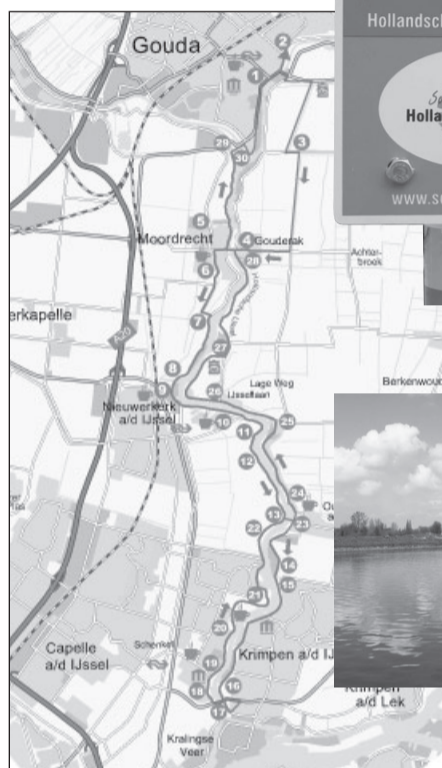 Hollandsch
Holla
www.s
Gouda
2
1
29
30
3
5
4
Moordrecht
Gouderak
28
6
Achter-
broek
7
erkapelle
A20
27
8
9
Lage Weg
Berkenwou
26
IJssellaan
Nieuwerkerk
a/d IJssel
10
11
25
12
24
13
23
22
14
15
21
20
Capelle
a/d IJssel
Schenkel
19
Krimpen a/d IJ
18
16
17
Krimpen
a/d Lek
Kralingse
Veer